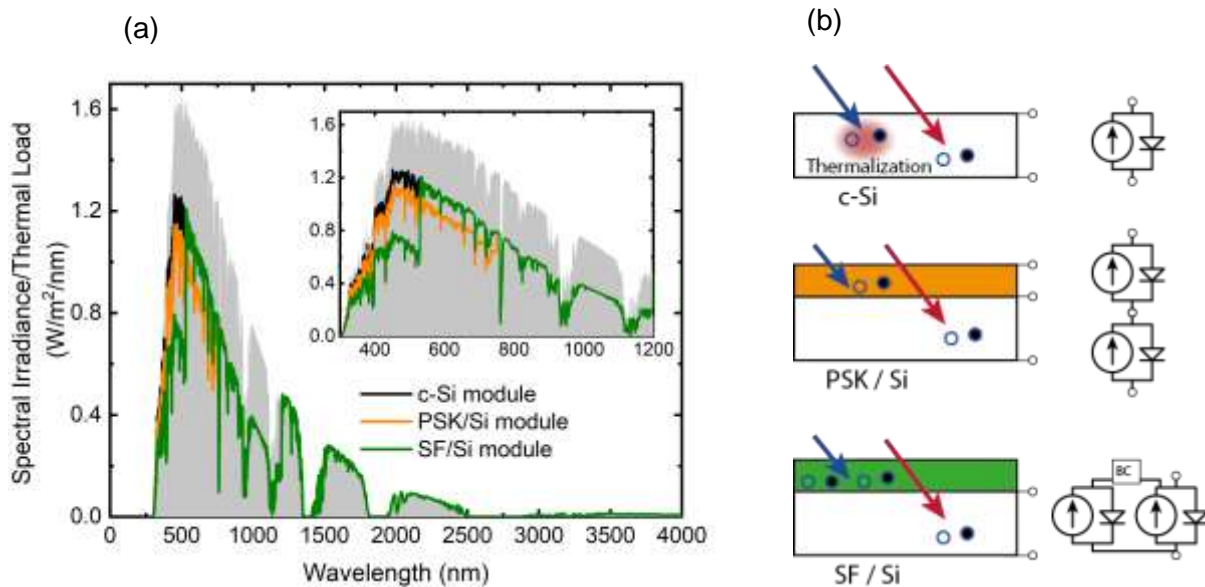 (a)
Spectral Irradiance/Thermal Load
(W/m²/nm)
1.6
1.2
0.8
0.4
0.0
0
500
1000
1500
2000
2500
3000
3500
4000
Wavelength (nm)
1.6
1.2
0.8
0.4
0.0
400
600
800
1000
1200
c-Si module
PSK/Si module
SF/Si module
(b)
Thermalization
c-Si
PSK / Si
BC
SF / Si